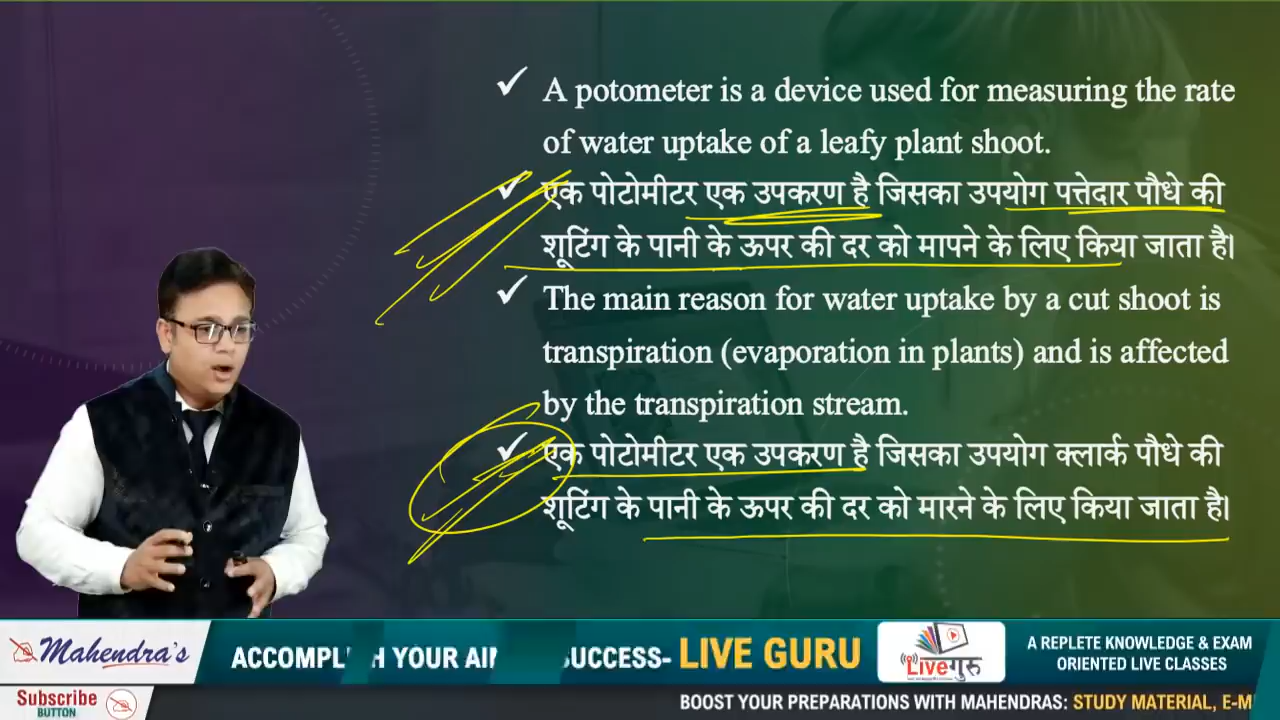 A potometer is a device used for measuring the rate
of water uptake of a leafy plant shoot.
एक पोटोमीटर एक उपकरण है जिसका उपयोग पत्तेदार पौधे की
शूटिंग के पानी के ऊपर की दर को मापने के लिए किया जाता है।
The main reason for water uptake by a cut shoot is
transpiration (evaporation in plants) and is affected
by the transpiration stream.
एक पोटोमीटर एक उपकरण है जिसका उपयोग क्लार्क पौधे की
शूटिंग के पानी के ऊपर की दर को मारने के लिए किया जाता है।
Mahendra's
ACCOMPL H YOUR AI UCCESS- LIVE GURU
Live गुरु
A REPLETE KNOWLEDGE & EXAM
ORIENTED LIVE CLASSES
Subscribe
BUTTON
BOOST YOUR PREPARATIONS WITH MAHENDRAS: STUDY MATERIAL, E-M